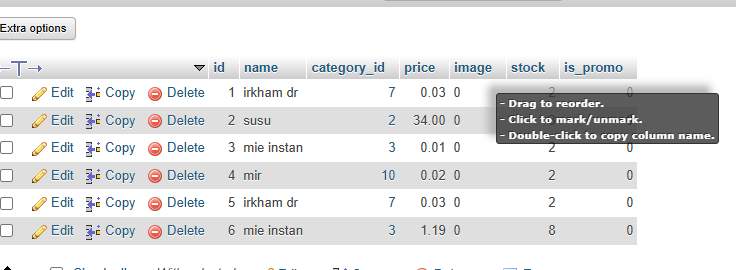 Extra options
id name category_id price image stock is_promo
Edit Copy Delete 1 irkham dr 7 0.03 0 2 0
Edit Copy Delete 2 susu 2 34.00 0
Edit Copy Delete 3 mie instan 3 0.01 0 2 0
Edit Copy Delete 4 mir 10 0.02 0 2 0
Edit Copy Delete 5 irkham dr 7 0.03 0 2 0
Edit Copy Delete 6 mie instan 3 1.19 0 8 0
- Drag to reorder.
- Click to mark/unmark.
- Double-click to copy column name.